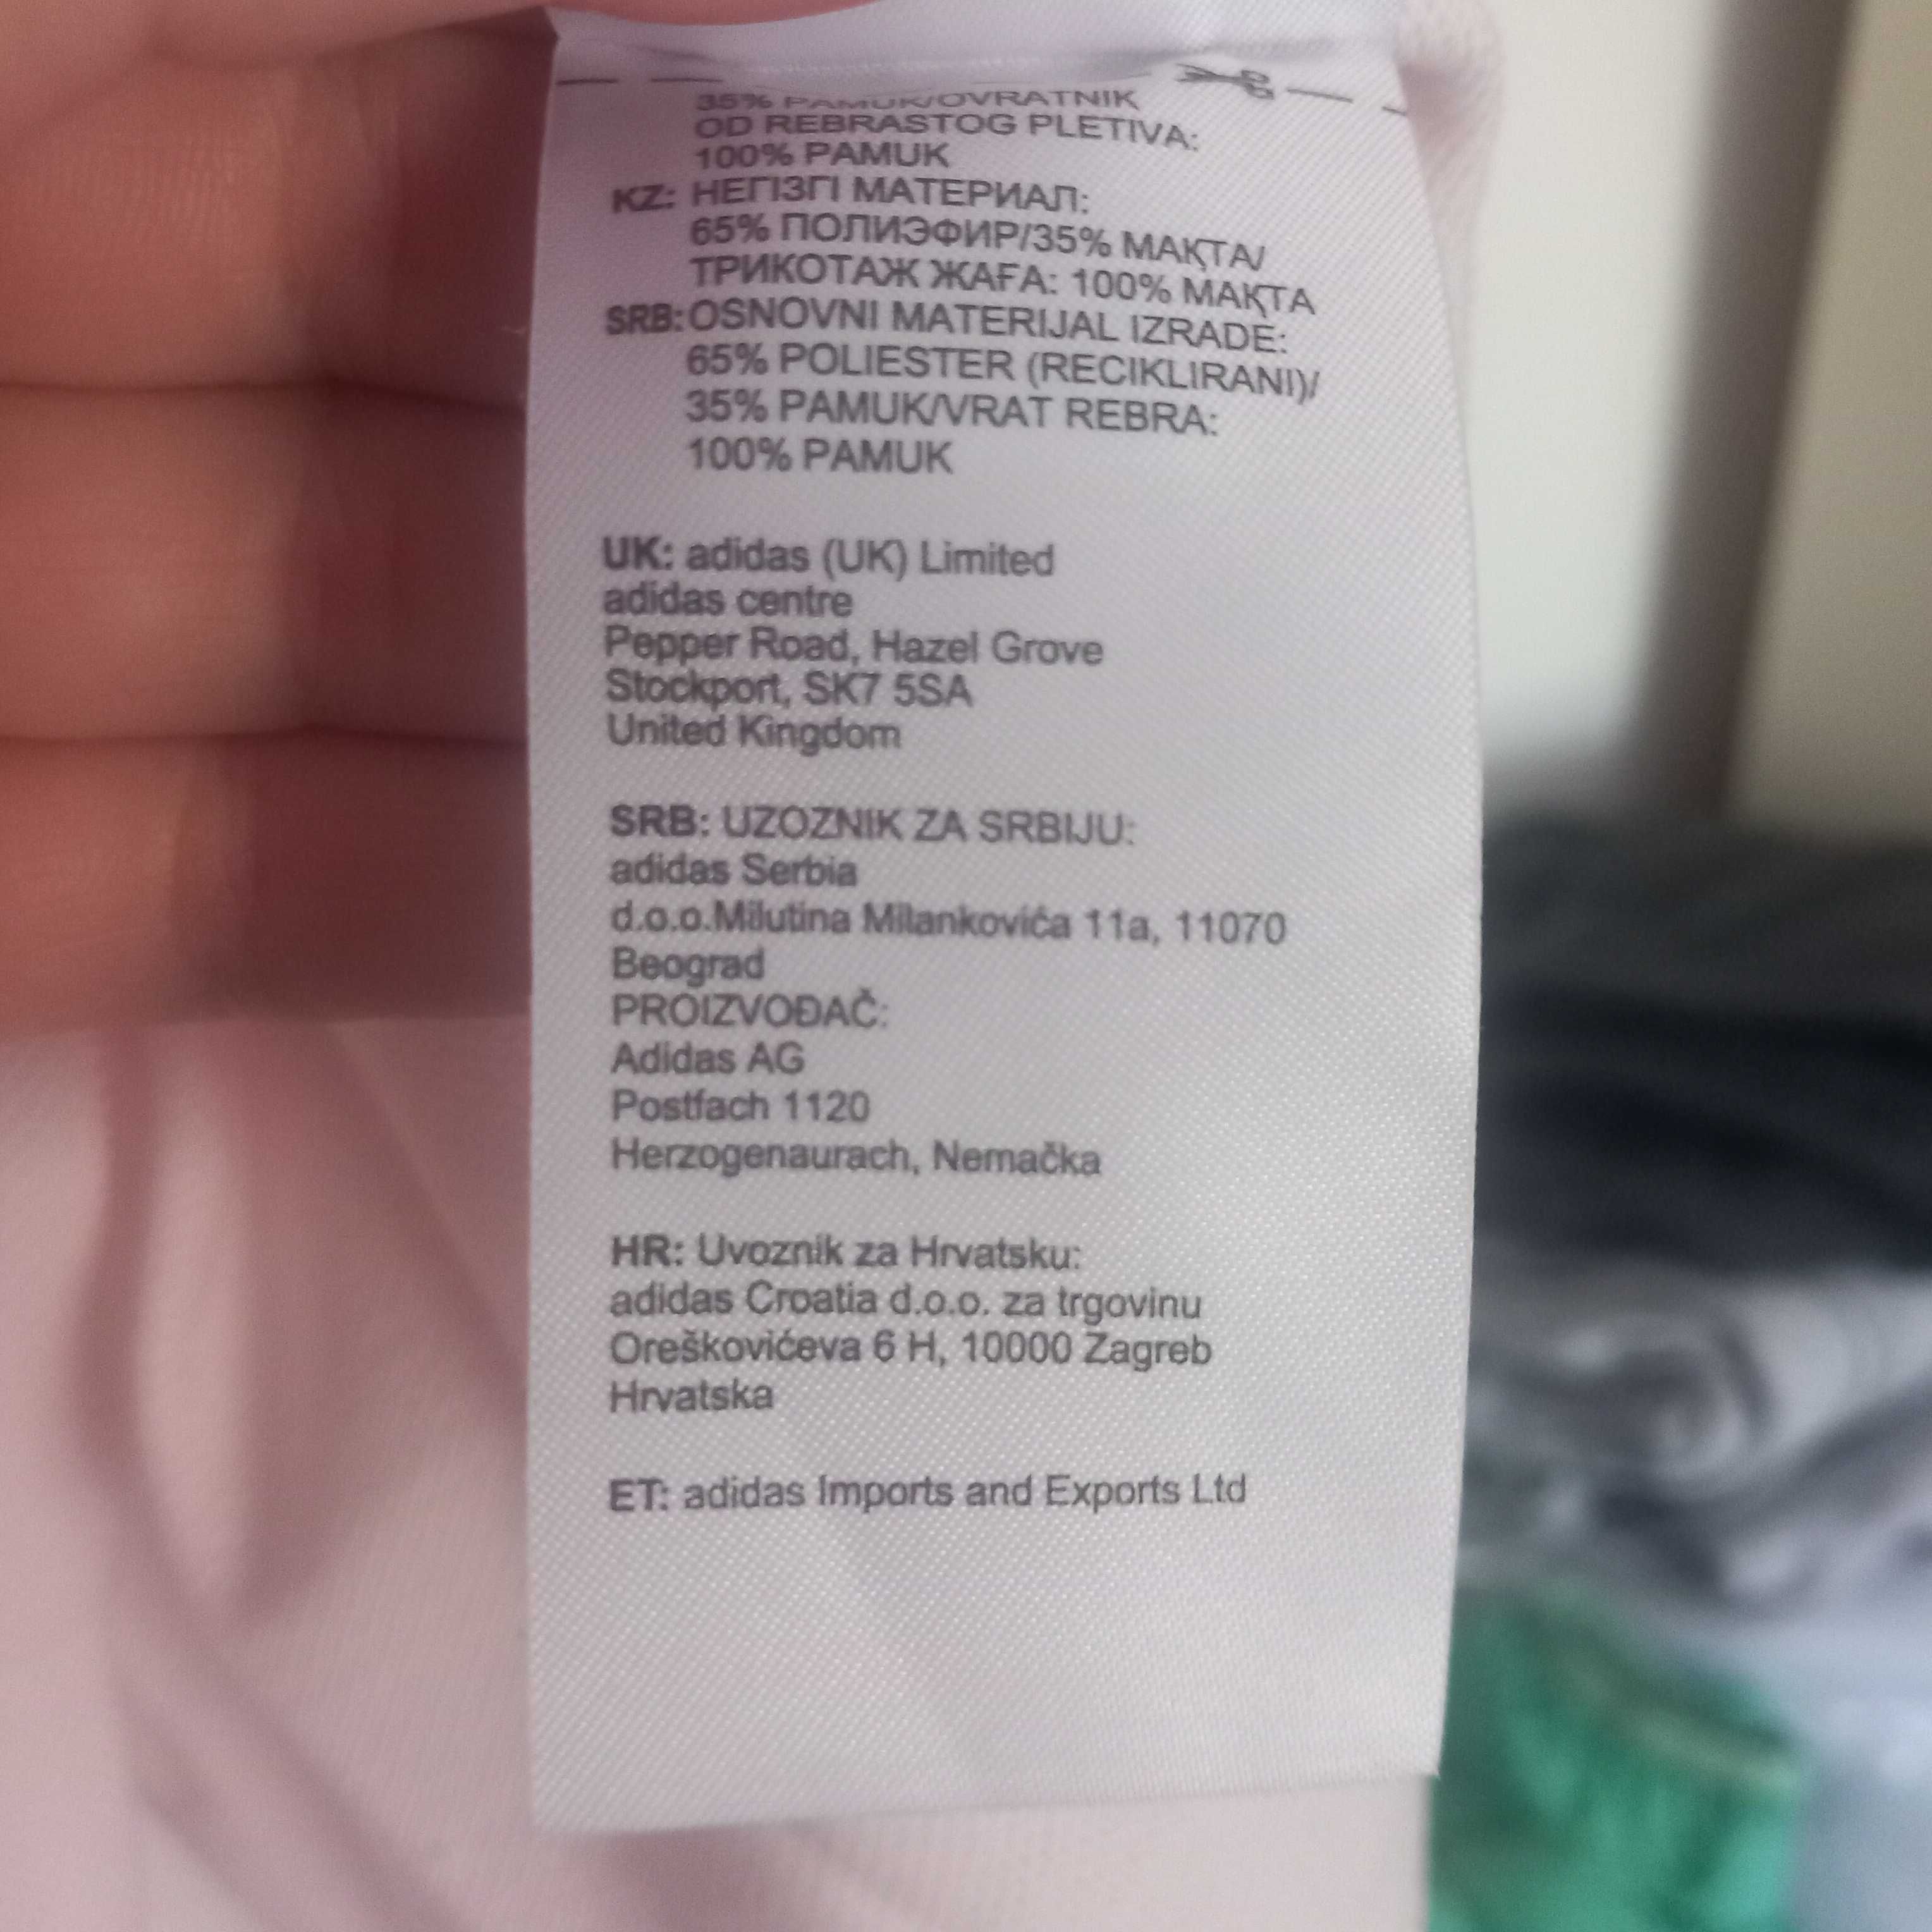 35% PAMUK/OVRATNIK
OD REBRASTOG PLETIVA:
100% PAMUK
KZ: НЕГІЗГІ МАТЕРИАЛ:
65% ПОЛИЭФИР/35% МАҚТА/
ТРИКОТАЖ ЖАҒА: 100% МАҚТА
SRB: OSNOVNI MATERIJAL IZRADE:
65% POLIESTER (RECIKLIRANI)/
35% PAMUK/VRAT REBRA:
100% PAMUK
UK: adidas (UK) Limited
adidas centre
Pepper Road, Hazel Grove
Stockport, SK7 5SA
United Kingdom
SRB: UZOZNIK ZA SRBIJU:
adidas Serbia
d.o.o.Milutina Milankovića 11a, 11070
Beograd
PROIZVOĐAČ:
Adidas AG
Postfach 1120
Herzogenaurach, Nemačka
HR: Uvoznik za Hrvatsku:
adidas Croatia d.o.o. za trgovinu
Oreškovićeva 6 H, 10000 Zagreb
Hrvatska
ET: adidas Imports and Exports Ltd